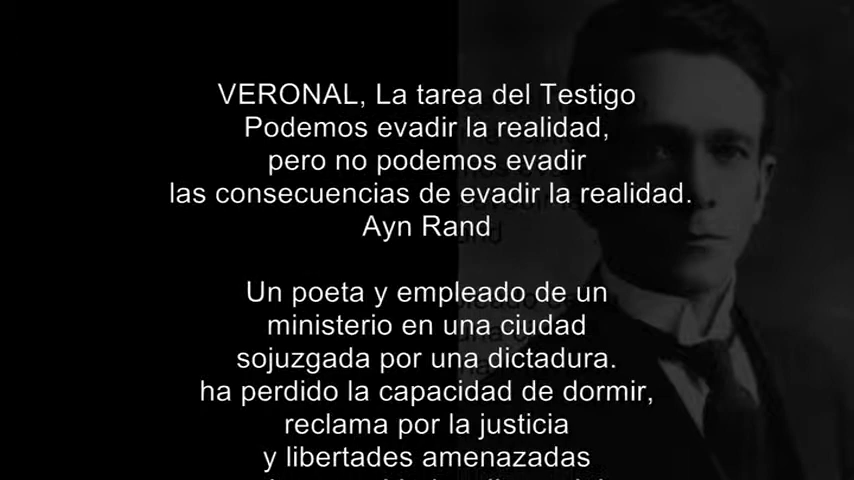 VERONAL, La tarea del Testigo
Podemos evadir la realidad,
pero no podemos evadir
las consecuencias de evadir la realidad.
Ayn Rand
Un poeta y empleado de un
ministerio en una ciudad
sojuzgada por una dictadura.
ha perdido la capacidad de dormir,
reclama por la justicia
y libertades amenazadas